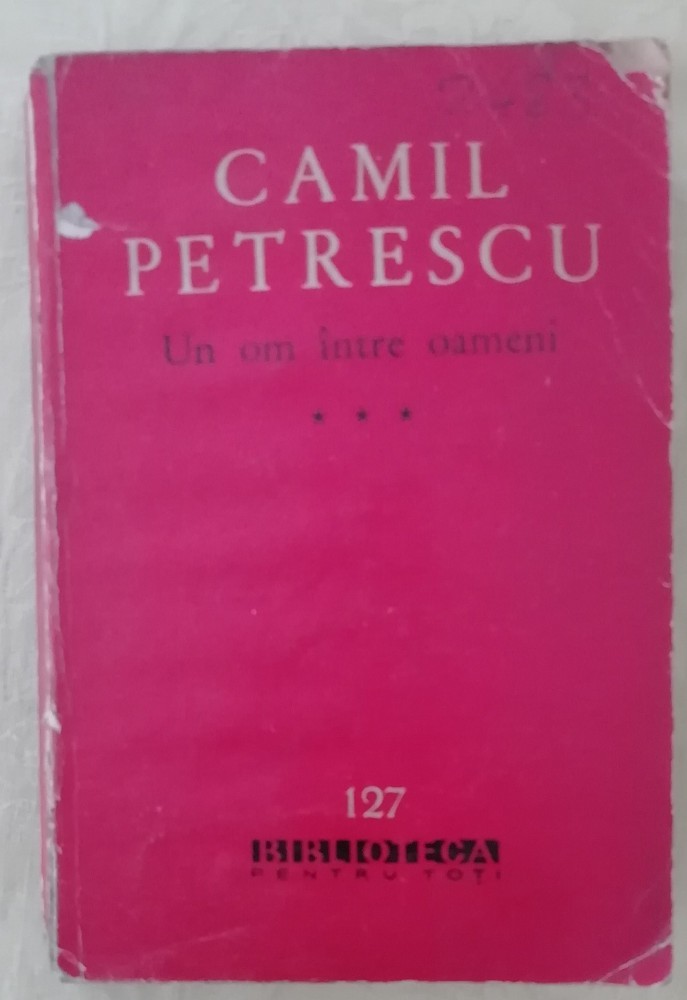 CAMIL
PETRESCU
Un om între oameni
* * *
127
BIBLIOTECA
PENTRU TOȚI